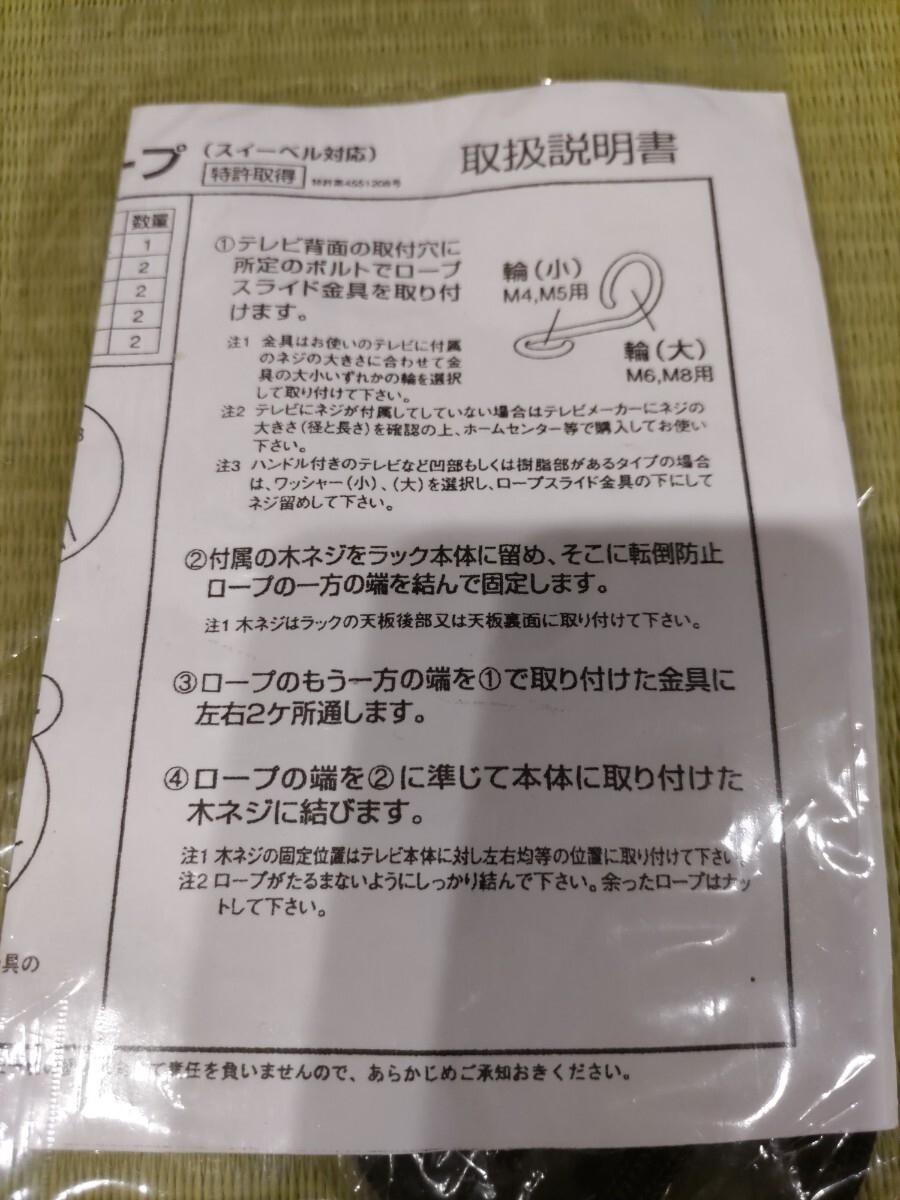 ープ (スイーベル対応)
特許取得 特許第4551208号
取扱説明書
数量
1
2
2
2
2
①テレビ背面の取付穴に
所定のボルトでロープ
スライド金具を取り付
けます。
輪(小)
M4,M5用
輪(大)
M6,M8用
注1 金具はお使いのテレビに付属
のネジの大きさに合わせて金
具の大小いずれかの輪を選択
して取り付けて下さい。
注2 テレビにネジが付属してしていない場合はテレビメーカーにネジの
大きさ(径と長さ)を確認の上、ホームセンター等で購入してお使い
下さい。
注3 ハンドル付きのテレビなど凹部もしくは樹脂部があるタイプの場合
は、ワッシャー(小)、(大)を選択し、ロープスライド金具の下にして
ネジ留めして下さい。
②付属の木ネジをラック本体に留め、そこに転倒防止
ロープの一方の端を結んで固定します。
注1 木ネジはラックの天板後部又は天板裏面に取り付けて下さい。
③ロープのもう一方の端を①で取り付けた金具に
左右2ケ所通します。
④ロープの端を②に準じて本体に取り付けた
木ネジに結びます。
注1 木ネジの固定位置はテレビ本体に対し左右均等の位置に取り付けて下さい
注2 ロープがたるまないようにしっかり結んで下さい。余ったロープはカッ
トして下さい。
具の
て責任を負いませんので、あらかじめご承知おきください。